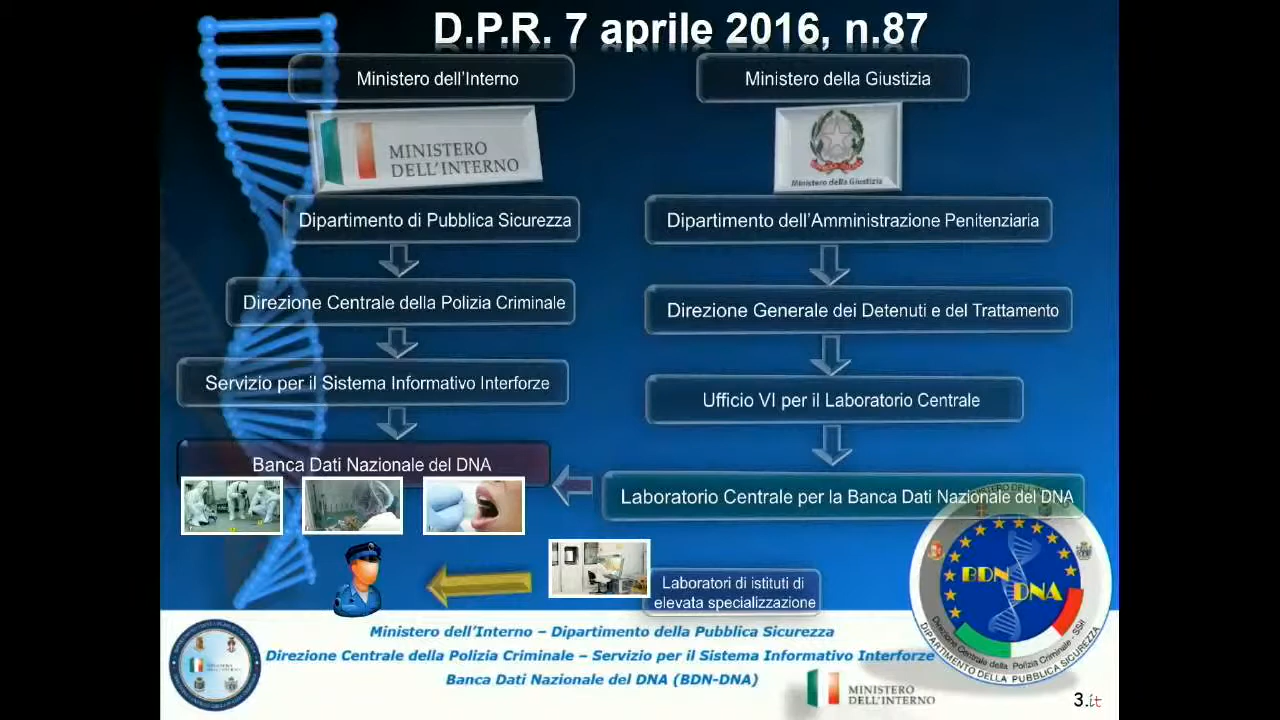 D.P.R. 7 aprile 2016, n.87
Ministero dell'Interno
Ministero della Giustizia
MINISTERO
DELL'INTERNO
Ministero della Giustizia
Dipartimento di Pubblica Sicurezza
Dipartimento dell'Amministrazione Penitenziaria
Direzione Centrale della Polizia Criminale
Direzione Generale dei Detenuti e del Trattamento
Servizio per il Sistema Informativo Interforze
Ufficio VI per il Laboratorio Centrale
Banca Dati Nazionale del DNA
Laboratorio Centrale per la Banca Dati Nazionale del DNA
Laboratori di istituti di
elevata specializzazione
BDN
DNA
Direzione Centrale della Polizia Criminale - SSII
DIPARTIMENTO DELLA PUBBLICA SICUREZZA
Ministero dell'Interno – Dipartimento della Pubblica Sicurezza
Direzione Centrale della Polizia Criminale – Servizio per il Sistema Informativo Interforze
Banca Dati Nazionale del DNA (BDN-DNA)
MINISTERO
DELL'INTERNO
3.it